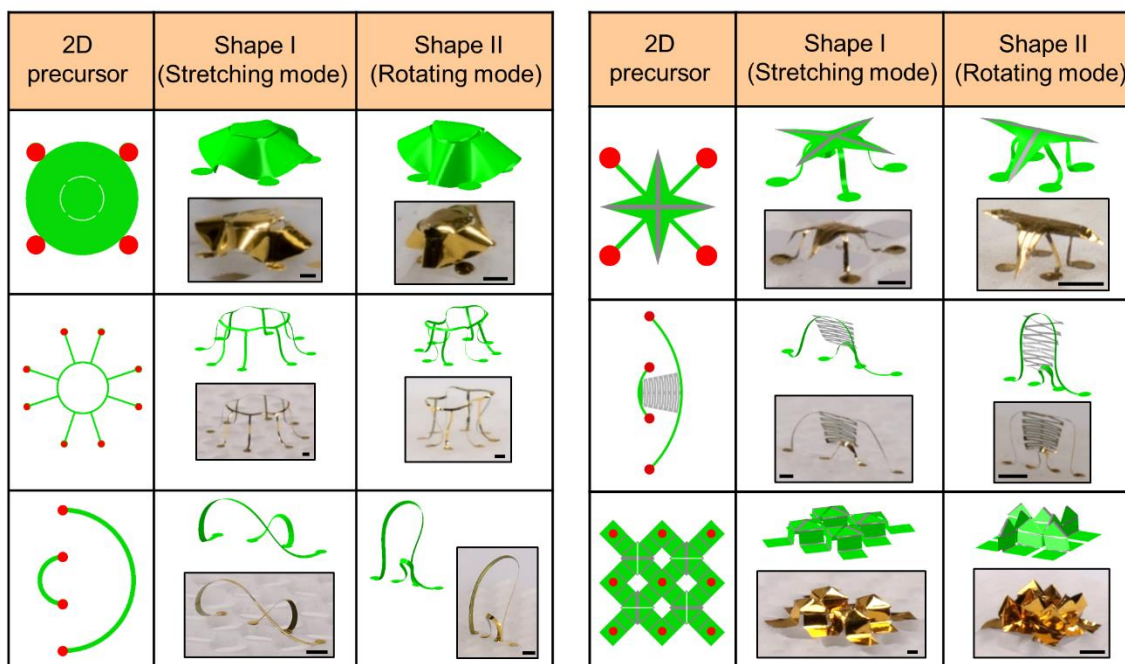 2D
precursor
Shape I
(Stretching mode)
Shape II
(Rotating mode)
2D
precursor
Shape I
(Stretching mode)
Shape II
(Rotating mode)